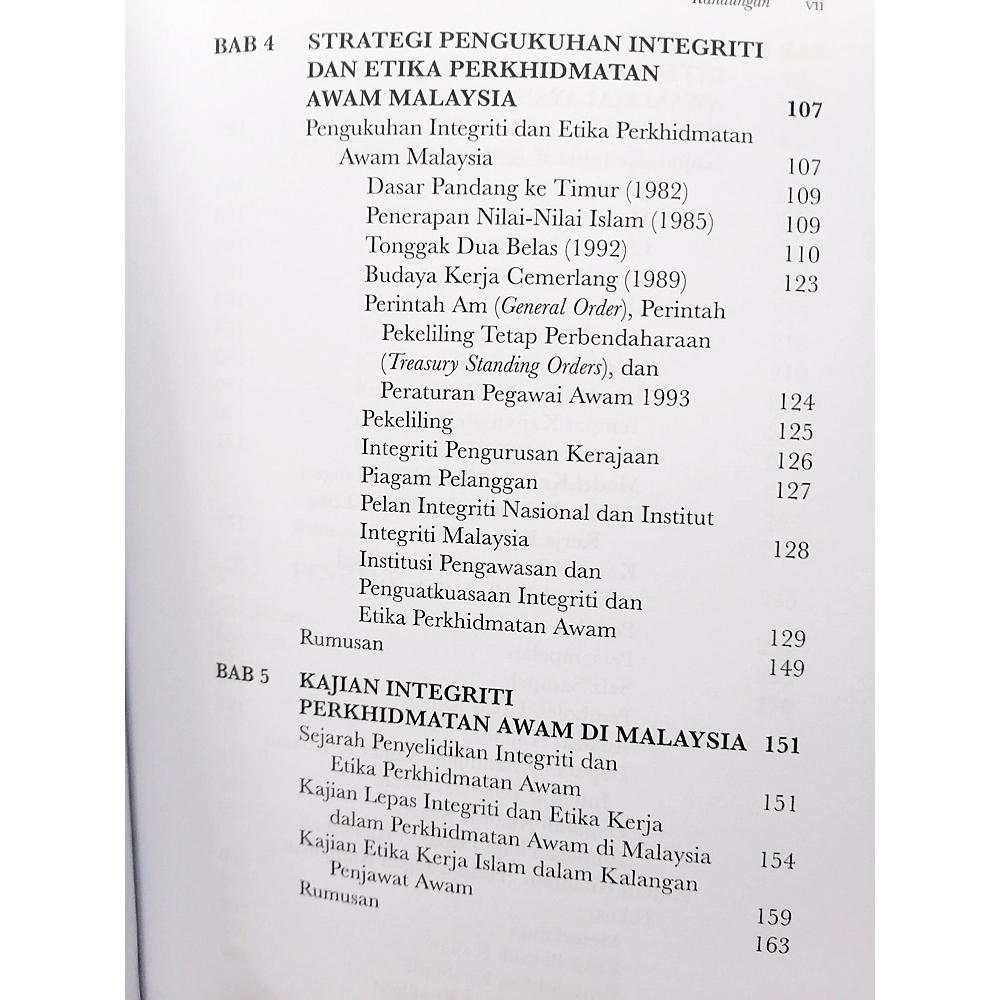 Kandungan vii
BAB 4 STRATEGI PENGUKUHAN INTEGRITI
DAN ETIKA PERKHIDMATAN
AWAM MALAYSIA 107
Pengukuhan Integriti dan Etika Perkhidmatan
Awam Malaysia 107
Dasar Pandang ke Timur (1982) 109
Penerapan Nilai-Nilai Islam (1985) 109
Tonggak Dua Belas (1992) 110
Budaya Kerja Cemerlang (1989) 123
Perintah Am (General Order), Perintah
Pekeliling Tetap Perbendaharaan
(Treasury Standing Orders), dan
Peraturan Pegawai Awam 1993 124
Pekeliling 125
Integriti Pengurusan Kerajaan 126
Piagam Pelanggan 127
Pelan Integriti Nasional dan Institut
Integriti Malaysia 128
Institusi Pengawasan dan
Penguatkuasaan Integriti dan
Etika Perkhidmatan Awam 129
Rumusan 149
BAB 5 KAJIAN INTEGRITI
PERKHIDMATAN AWAM DI MALAYSIA 151
Sejarah Penyelidikan Integriti dan
Etika Perkhidmatan Awam 151
Kajian Lepas Integriti dan Etika Kerja
dalam Perkhidmatan Awam di Malaysia 154
Kajian Etika Kerja Islam dalam Kalangan
Penjawat Awam 159
Rumusan 163